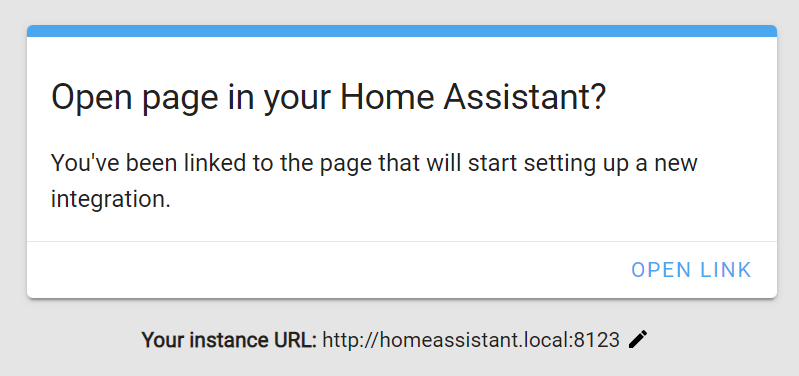 Open page in your Home Assistant?
You've been linked to the page that will start setting up a new
integration.
OPEN LINK
Your instance URL: http://homeassistant.local:8123